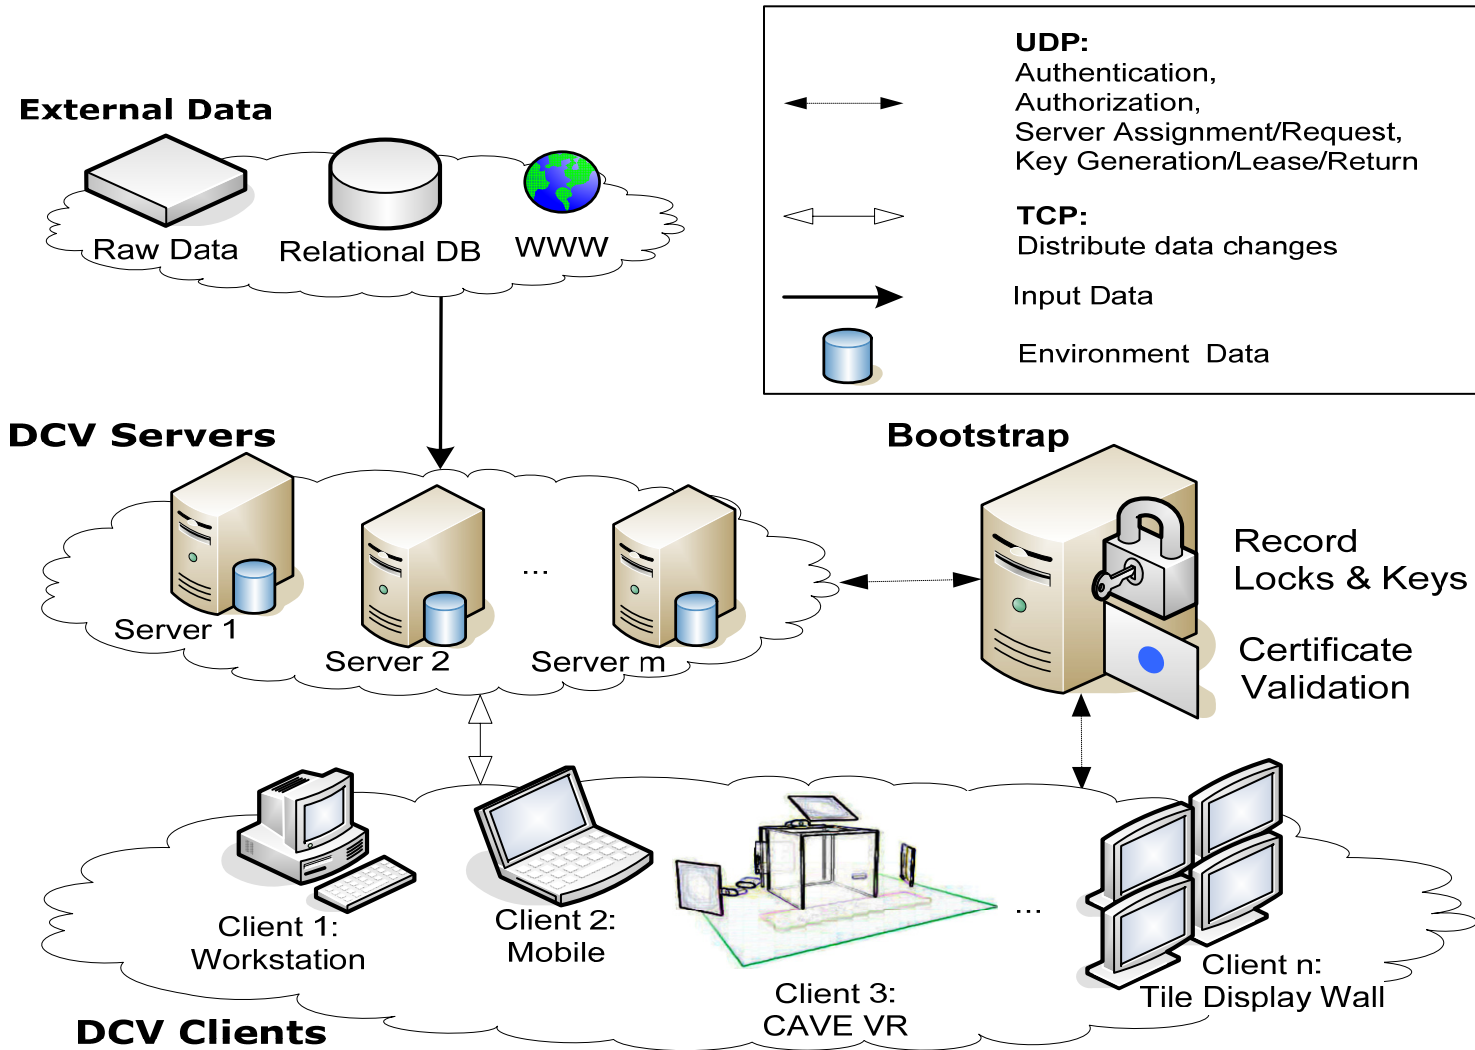 UDP:
Authentication,
Authorization,
Server Assignment/Request,
Key Generation/Lease/Return
TCP:
Distribute data changes
Input Data
Environment Data
External Data
Raw Data
Relational DB
WWW
DCV Servers
Server 1
Server 2
...
Server m
Bootstrap
Record
Locks & Keys
Certificate
Validation
Client 1:
Workstation
Client 2:
Mobile
Client 3:
CAVE VR
...
Client n:
Tile Display Wall
DCV Clients